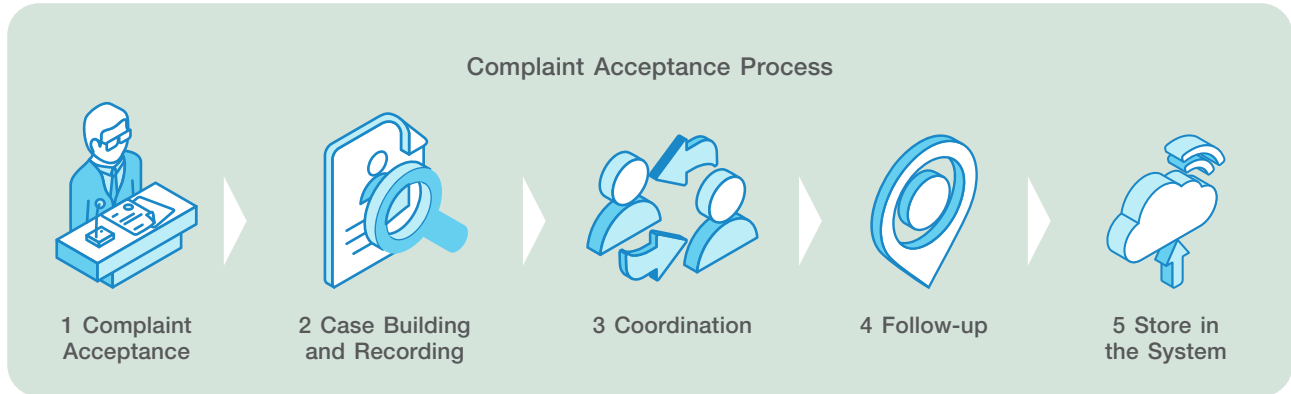 Complaint Acceptance Process
1 Complaint
Acceptance
2 Case Building
and Recording
3 Coordination
4 Follow-up
5 Store in
the System